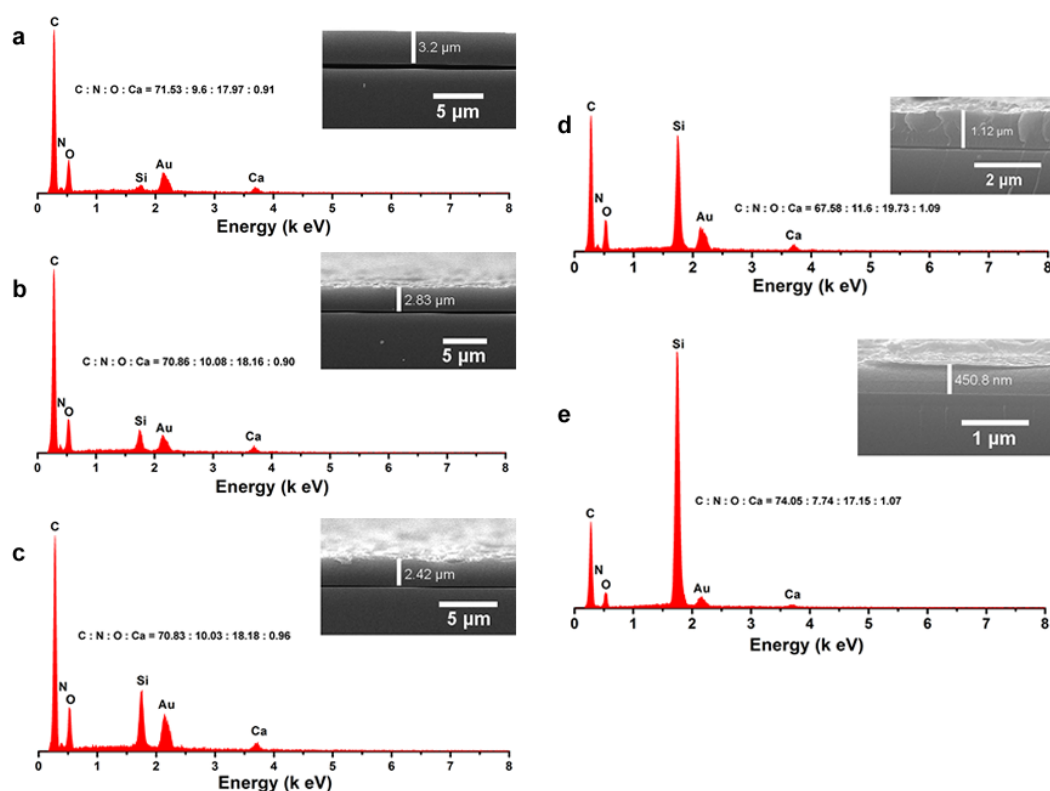 a
C
N
O
Si
Au
Ca
C : N : O : Ca = 71.53 : 9.6 : 17.97 : 0.91
3.2 µm
5 µm
0 1 2 3 4 5 6 7 8
Energy (k eV)
b
C
N
O
Si
Au
Ca
C : N : O : Ca = 70.86 : 10.08 : 18.16 : 0.90
2.83 µm
5 µm
0 1 2 3 4 5 6 7 8
Energy (k eV)
c
C
N
O
Si
Au
Ca
C : N : O : Ca = 70.83 : 10.03 : 18.18 : 0.96
2.42 µm
5 µm
0 1 2 3 4 5 6 7 8
Energy (k eV)
d
C
N
O
Si
Au
Ca
C : N : O : Ca = 67.58 : 11.6 : 19.73 : 1.09
1.12 µm
2 µm
0 1 2 3 4 5 6 7 8
Energy (k eV)
e
C
N
O
Si
Au
Ca
C : N : O : Ca = 74.05 : 7.74 : 17.15 : 1.07
450.8 nm
1 µm
0 1 2 3 4 5 6 7 8
Energy (k eV)